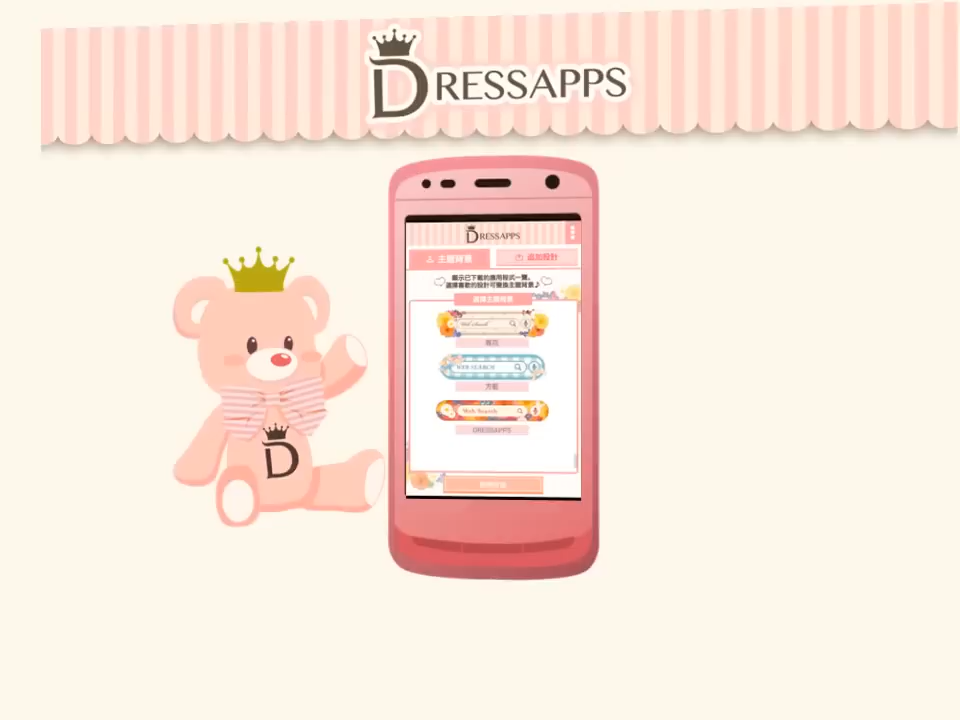 DRESSAPPS
DRESSAPPS
主題背景
追加設計
顯示已下載的應用程式一覽。
選擇喜歡的設計可變換主題背景♪
選擇主題背景
Web search
WEB SEARCH
方格
Web Search
DRESSAPPS
D